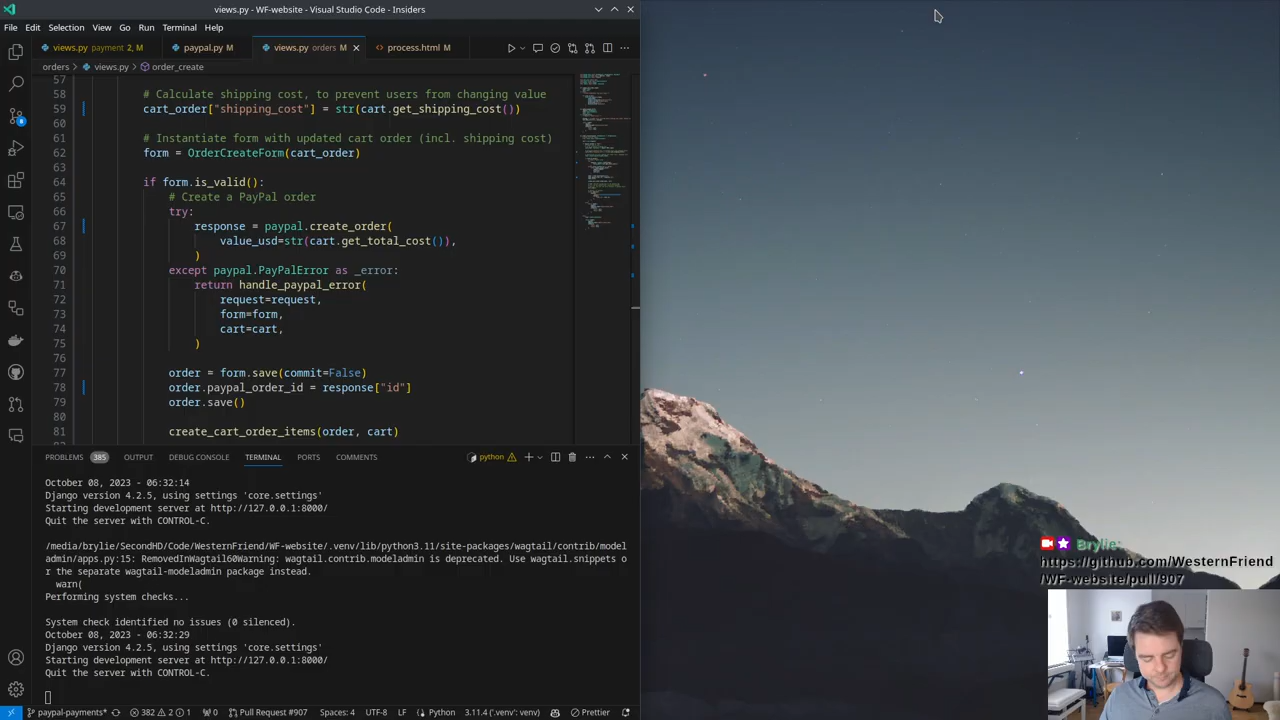 views.py - WF-website - Visual Studio Code - Insiders
File Edit Selection View Go Run Terminal Help
views.py payment 2, M
paypal.py M
views.py orders M
process.html M
orders > views.py > order_create
57
58 # Calculate shipping cost, to prevent users from changing value
59 cart_order["shipping_cost"] = str(cart.get_shipping_cost())
60
61 # Instantiate form with updated cart order (incl. shipping cost)
62 form = OrderCreateForm(cart_order)
63
64 if form.is_valid():
65 # Create a PayPal order
66 try:
67 response = paypal.create_order(
68 value_usd=str(cart.get_total_cost()),
69 )
70 except paypal.PayPalError as _error:
71 return handle_paypal_error(
72 request=request,
73 form=form,
74 cart=cart,
75 )
76
77 order = form.save(commit=False)
78 order.paypal_order_id = response["id"]
79 order.save()
80
81 create_cart_order_items(order, cart)
PROBLEMS 385 OUTPUT DEBUG CONSOLE TERMINAL PORTS COMMENTS
python
October 08, 2023 - 06:32:14
Django version 4.2.5, using settings 'core.settings'
Starting development server at http://127.0.0.1:8000/
Quit the server with CONTROL-C.
/media/brylie/SecondHD/Code/WesternFriend/WF-website/.venv/lib/python3.11/site-packages/wagtail/contrib/model
admin/apps.py:15: RemovedInWagtail60Warning: wagtail.contrib.modeladmin is deprecated. Use wagtail.snippets o
r the separate wagtail-modeladmin package instead.
warn(
Performing system checks...
System check identified no issues (0 silenced).
October 08, 2023 - 06:32:29
Django version 4.2.5, using settings 'core.settings'
Starting development server at http://127.0.0.1:8000/
Quit the server with CONTROL-C.
paypal-payments* 382 2 1 0 Pull Request #907 Spaces: 4 UTF-8 LF Python 3.11.4 ('.venv': venv) Prettier
Brylie:
https://github.com/WesternFriend
/WF-website/pull/907